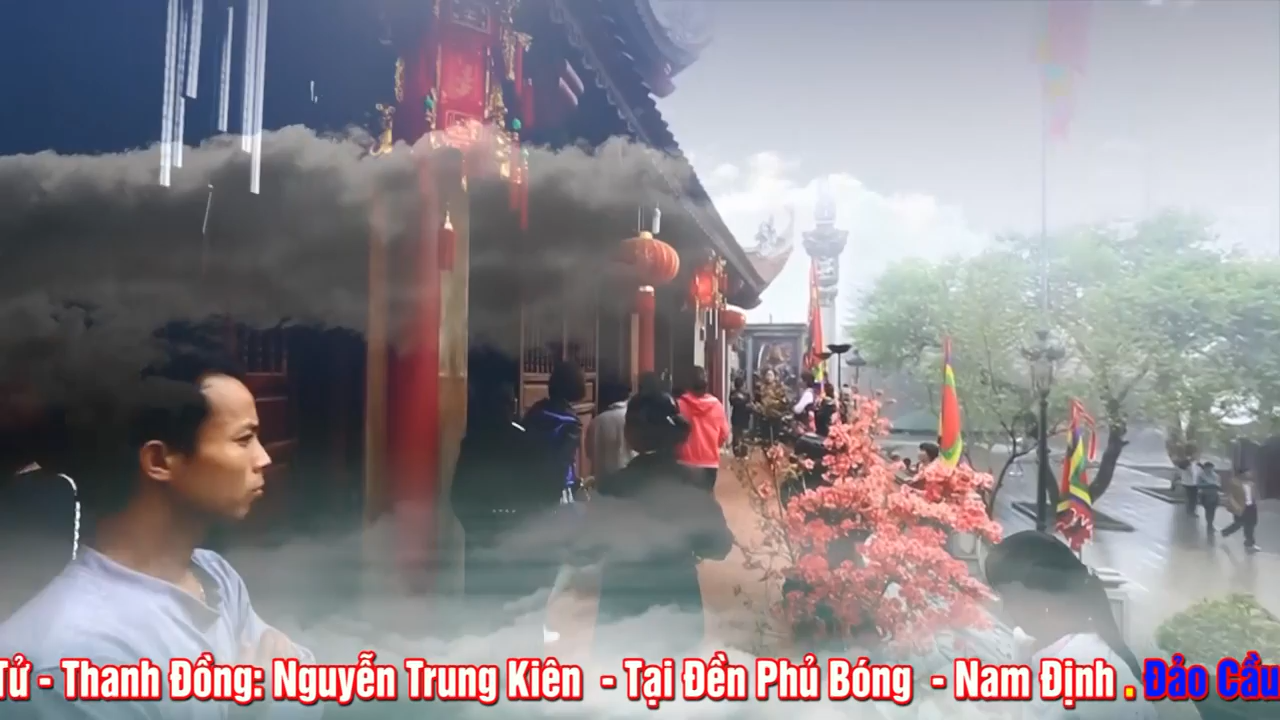 Tử - Thanh Đồng: Nguyễn Trung Kiên - Tại Đền Phủ Bóng - Nam Định . Đảo Cầu